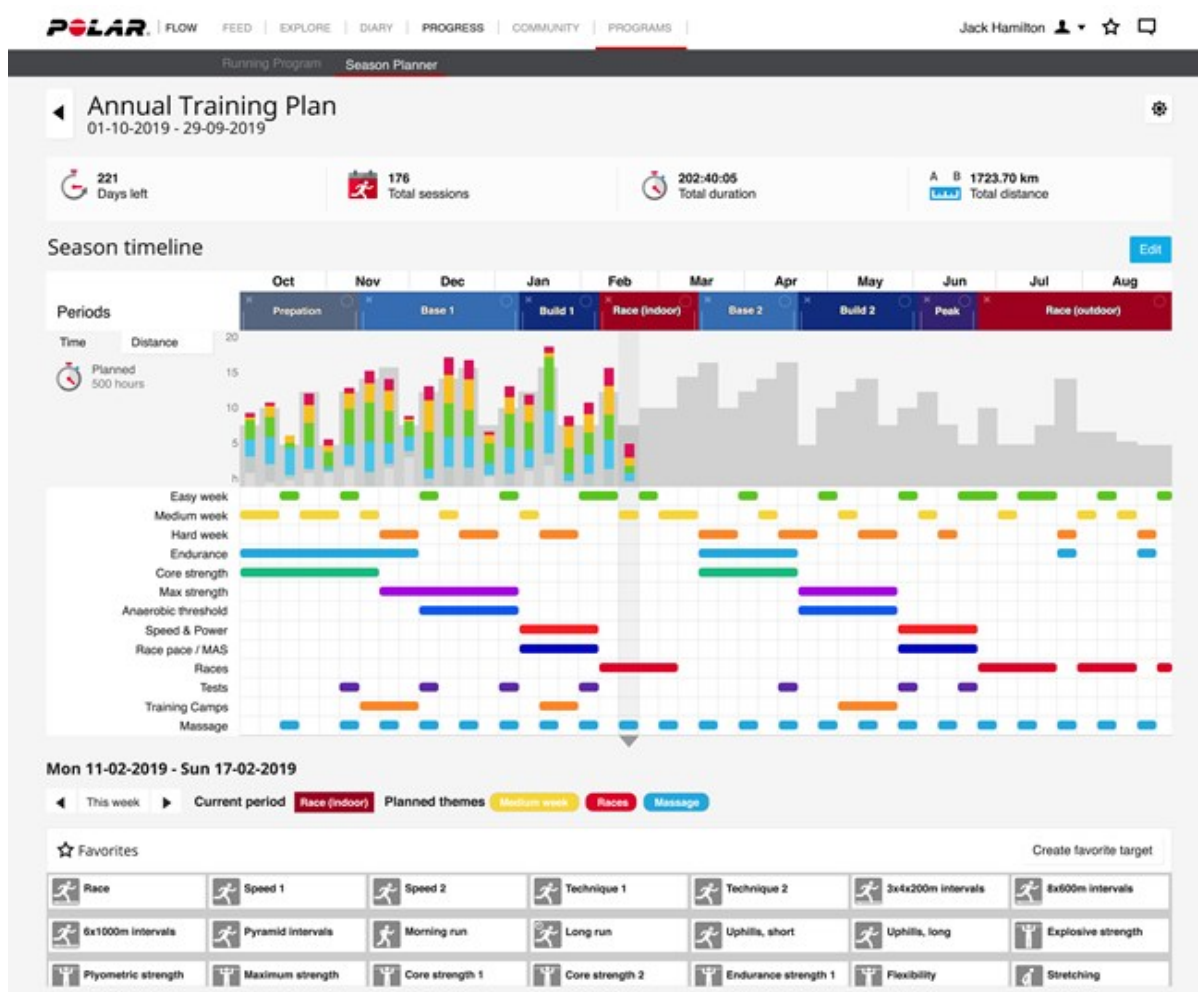 POLAR. FLOW FEED EXPLORE DIARY PROGRESS COMMUNITY PROGRAMS Jack Hamilton
Running Program Season Planner
Annual Training Plan
01-10-2019 - 29-09-2019
221
Days left
176
Total sessions
202:40:05
Total duration
A B
1723.70 km
Total distance
Season timeline
Edit
Oct Nov Dec Jan Feb Mar Apr May Jun Jul Aug
Periods
Prepation Base 1 Build 1 Race (indoor) Base 2 Build 2 Peak Race (outdoor)
Time Distance
Planned
500 hours
20
15
10
5
h
Easy week
Medium week
Hard week
Endurance
Core strength
Max strength
Anaerobic threshold
Speed & Power
Race pace / MAS
Races
Tests
Training Camps
Massage
Mon 11-02-2019 - Sun 17-02-2019
This week Current period Race (indoor) Planned themes Medium week Races Massage
Favorites Create favorite target
Race Speed 1 Speed 2 Technique 1 Technique 2 3x4x200m intervals 8x600m intervals
6x1000m intervals Pyramid intervals Morning run Long run Uphills, short Uphills, long Explosive strength
Plyometric strength Maximum strength Core strength 1 Core strength 2 Endurance strength 1 Flexibility Stretching